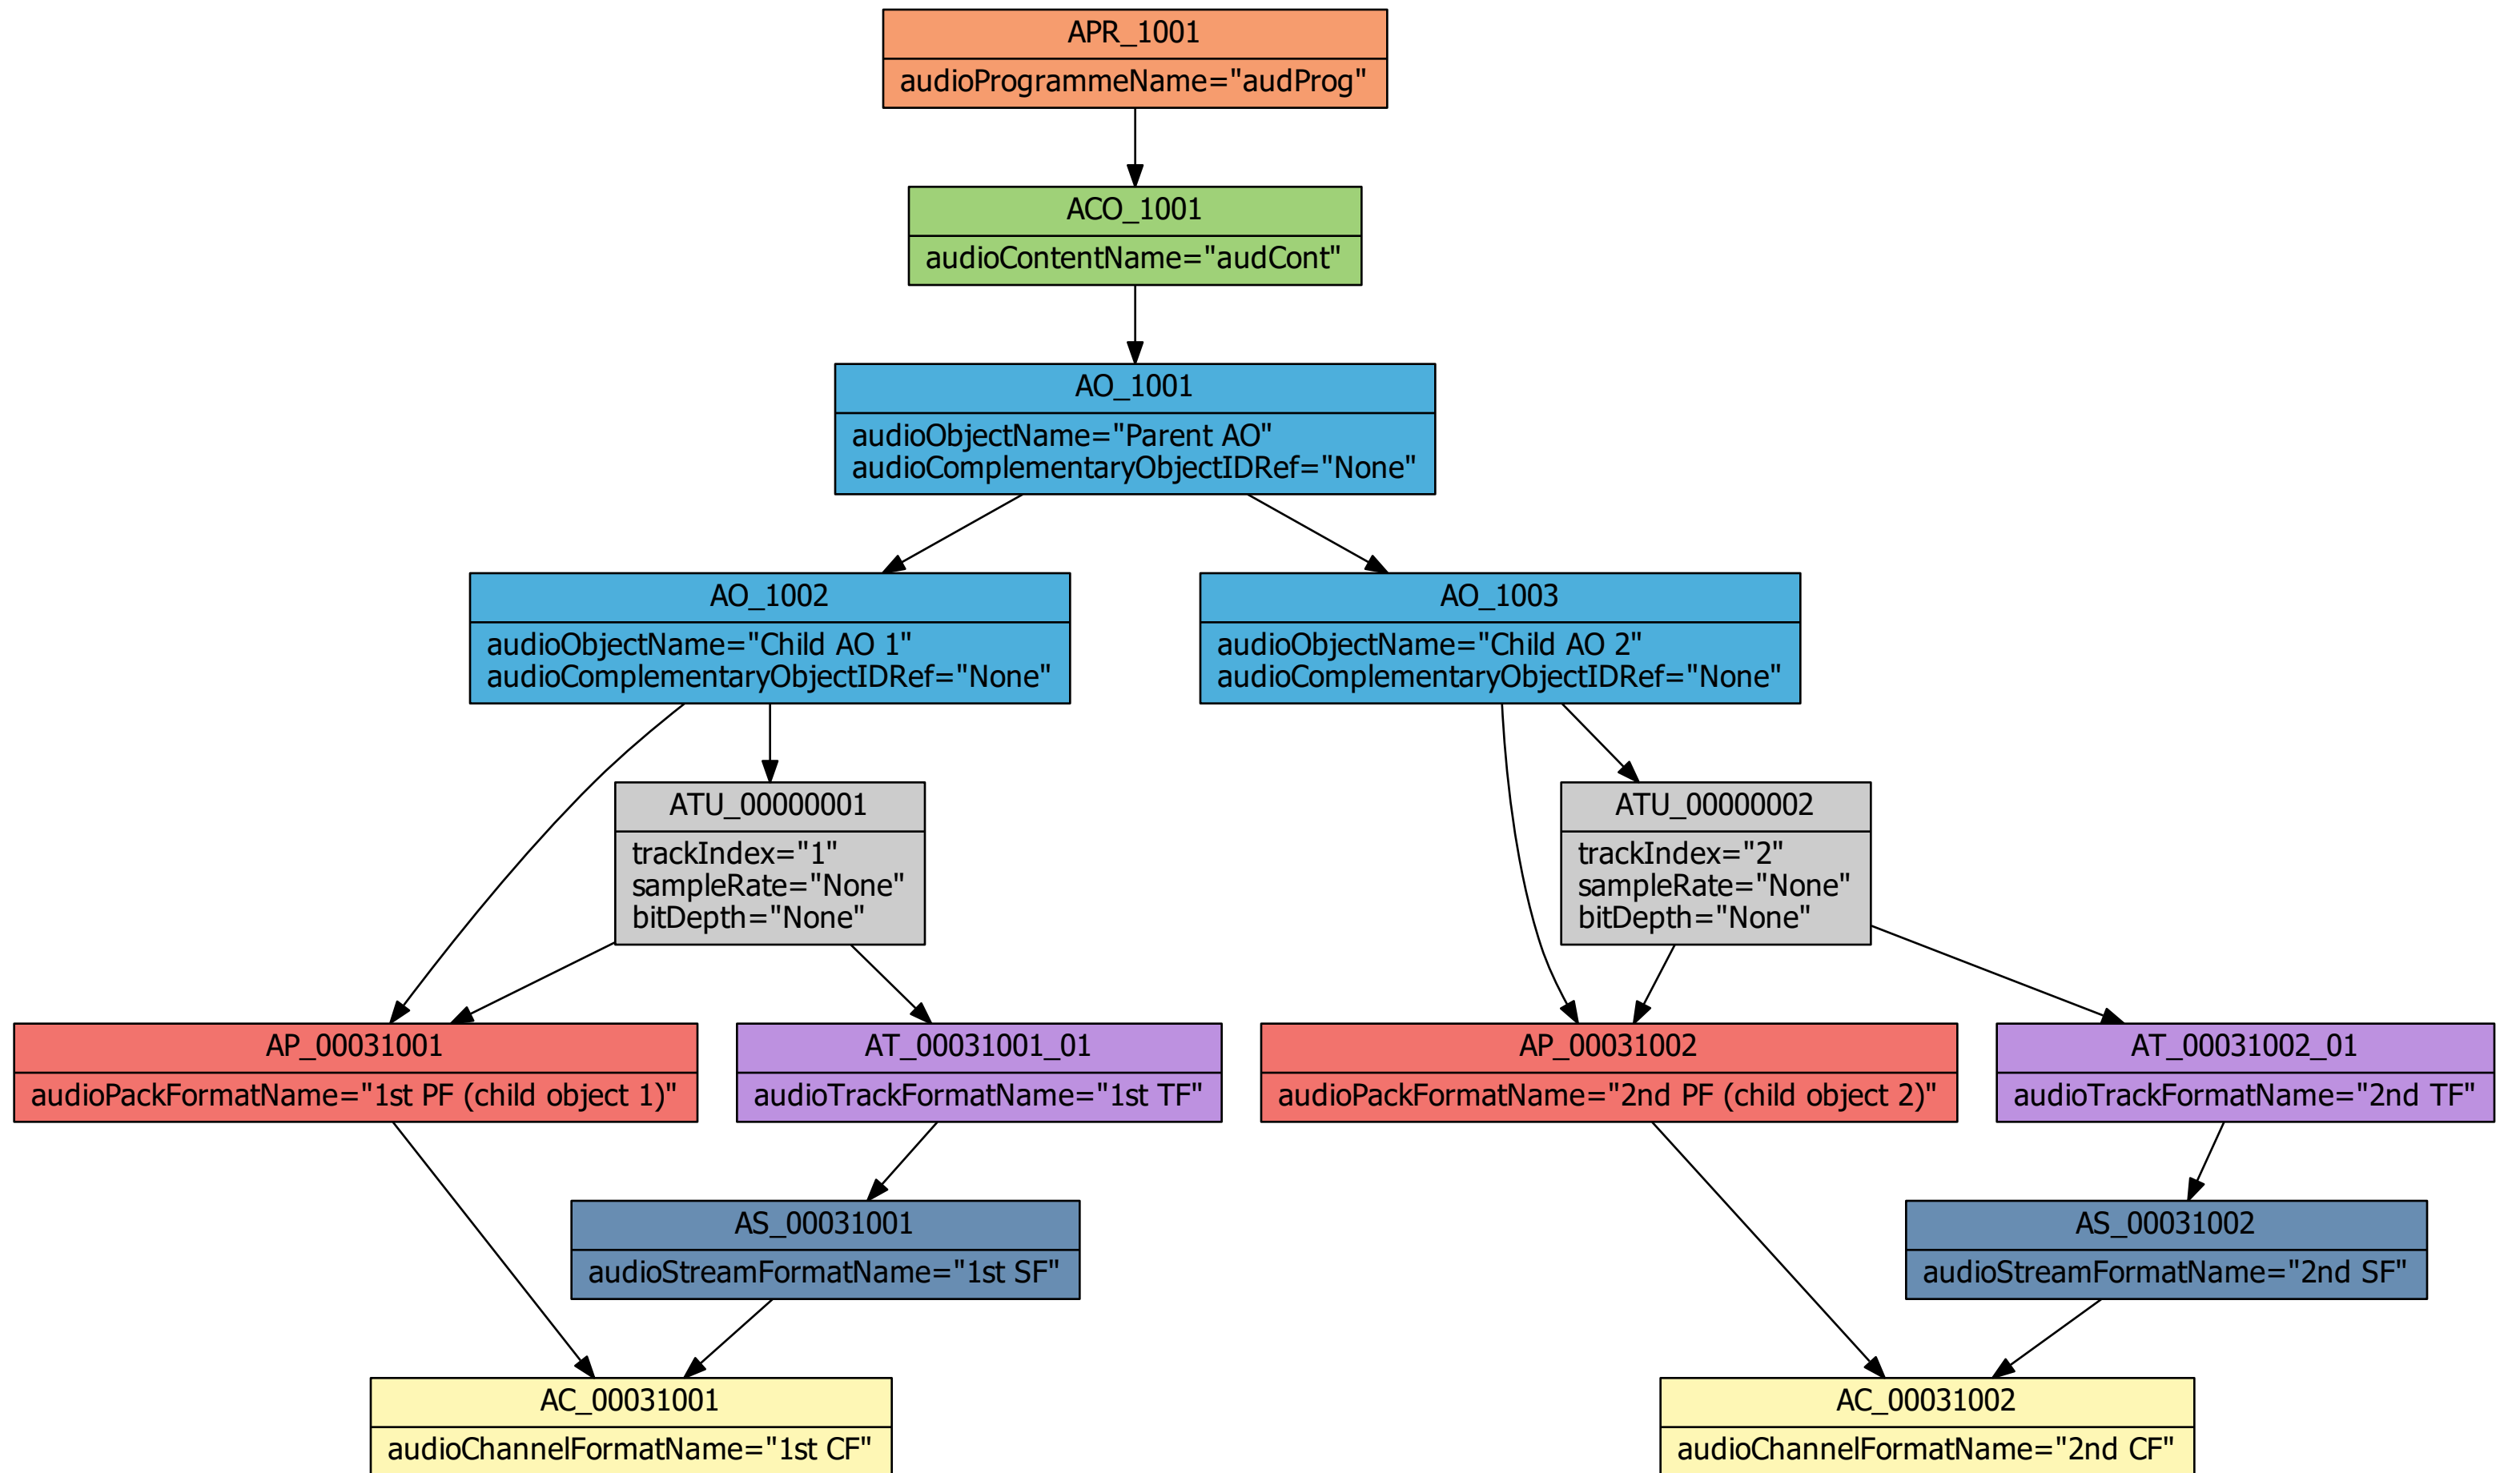 APR_1001
audioProgrammeName="audProg"
ACO_1001
audioContentName="audCont"
AO_1001
audioObjectName="Parent AO"
audioComplementaryObjectIDRef="None"
AO_1002
audioObjectName="Child AO 1"
audioComplementaryObjectIDRef="None"
AO_1003
audioObjectName="Child AO 2"
audioComplementaryObjectIDRef="None"
ATU_00000001
trackIndex="1"
sampleRate="None"
bitDepth="None"
ATU_00000002
trackIndex="2"
sampleRate="None"
bitDepth="None"
AP_00031001
audioPackFormatName="1st PF (child object 1)"
AT_00031001_01
audioTrackFormatName="1st TF"
AP_00031002
audioPackFormatName="2nd PF (child object 2)"
AT_00031002_01
audioTrackFormatName="2nd TF"
AS_00031001
audioStreamFormatName="1st SF"
AS_00031002
audioStreamFormatName="2nd SF"
AC_00031001
audioChannelFormatName="1st CF"
AC_00031002
audioChannelFormatName="2nd CF"